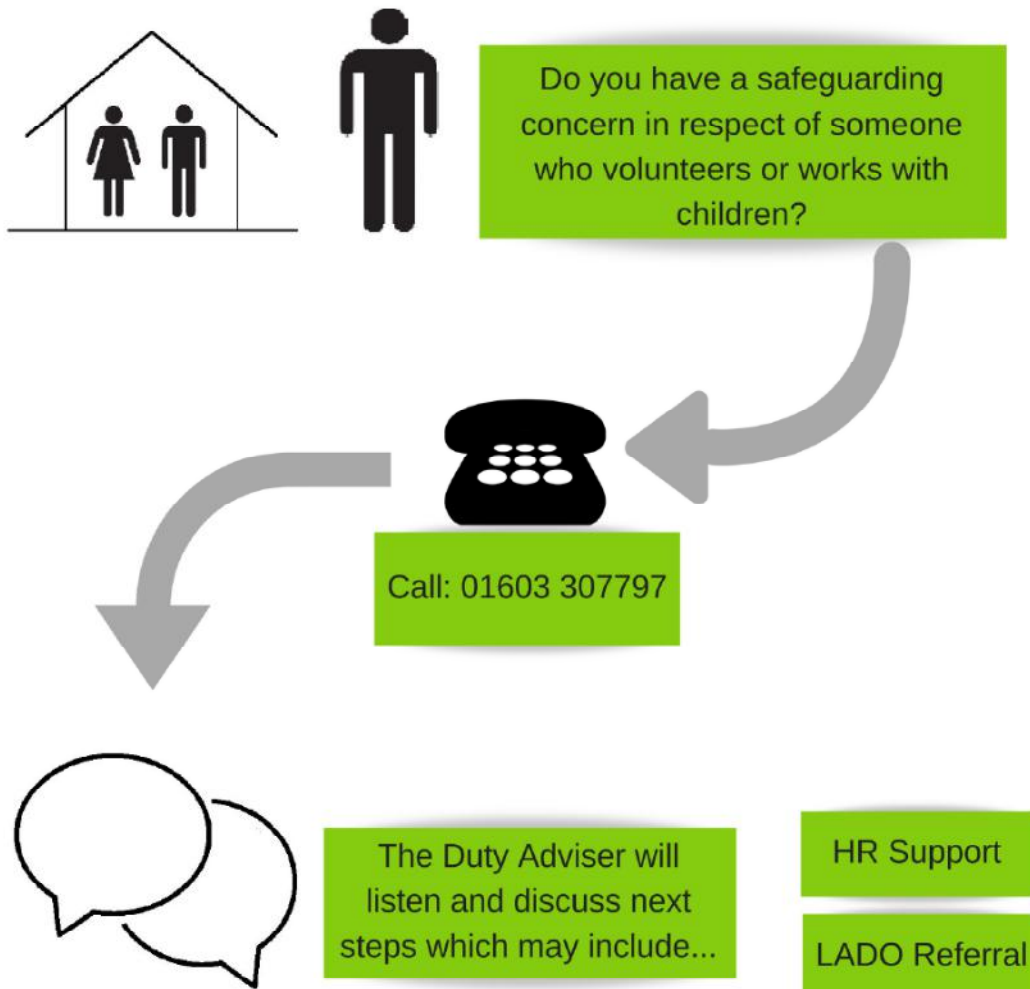 Do you have a safeguarding
concern in respect of someone
who volunteers or works with
children?
Call: 01603 307797
The Duty Adviser will
listen and discuss next
steps which may include...
HR Support
LADO Referral